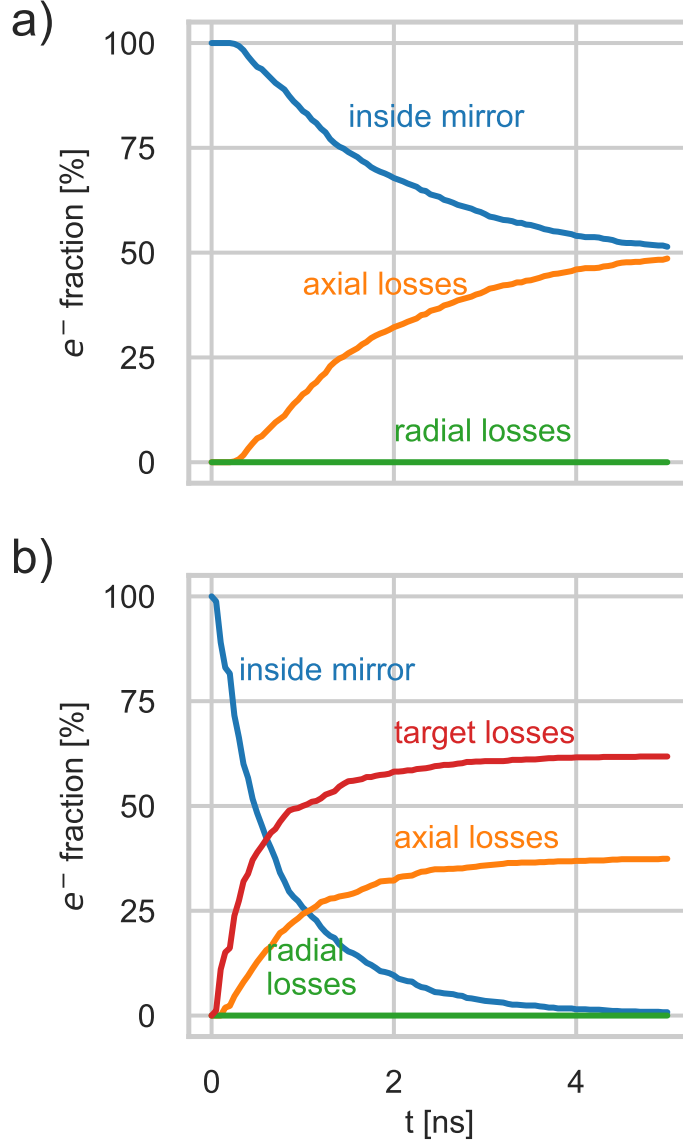 a)
100
75
50
25
0
e⁻ fraction [%]
inside mirror
axial losses
radial losses
b)
100
75
50
25
0
e⁻ fraction [%]
inside mirror
target losses
axial losses
radial
losses
0 2 4
t [ns]